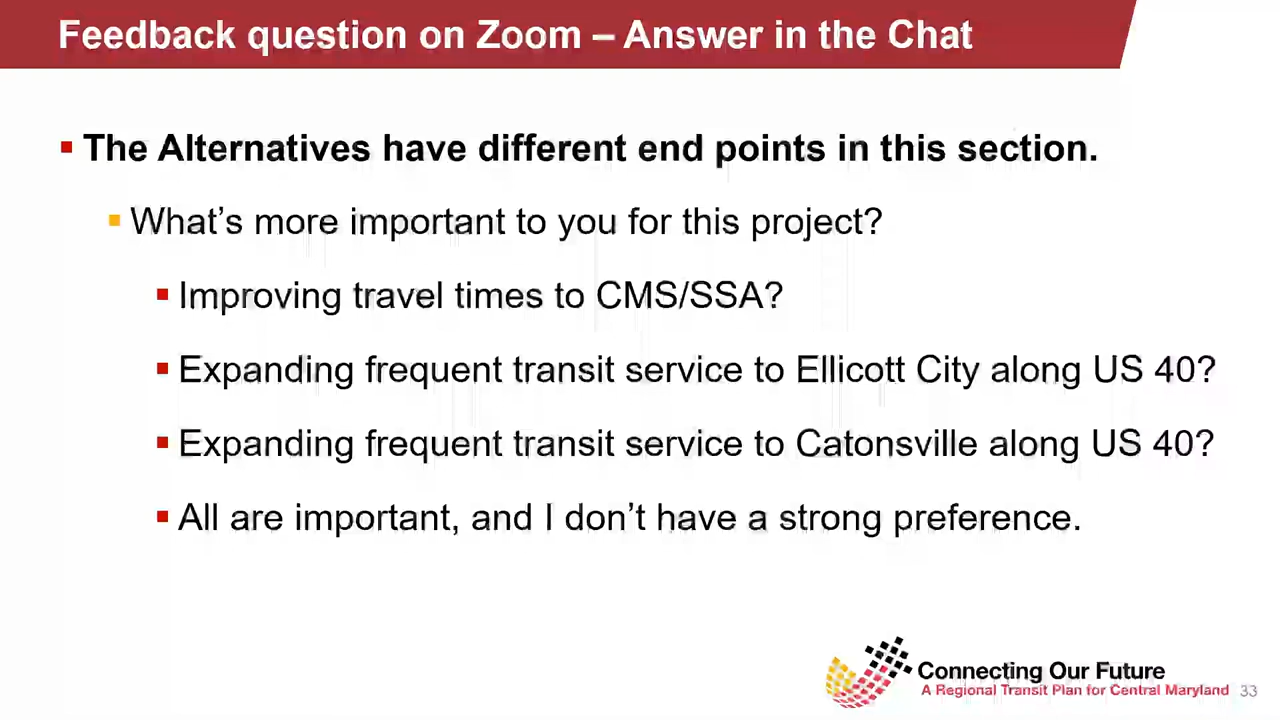 Feedback question on Zoom – Answer in the Chat
The Alternatives have different end points in this section.
What's more important to you for this project?
Improving travel times to CMS/SSA?
Expanding frequent transit service to Ellicott City along US 40?
Expanding frequent transit service to Catonsville along US 40?
All are important, and I don't have a strong preference.
Connecting Our Future
A Regional Transit Plan for Central Maryland
33